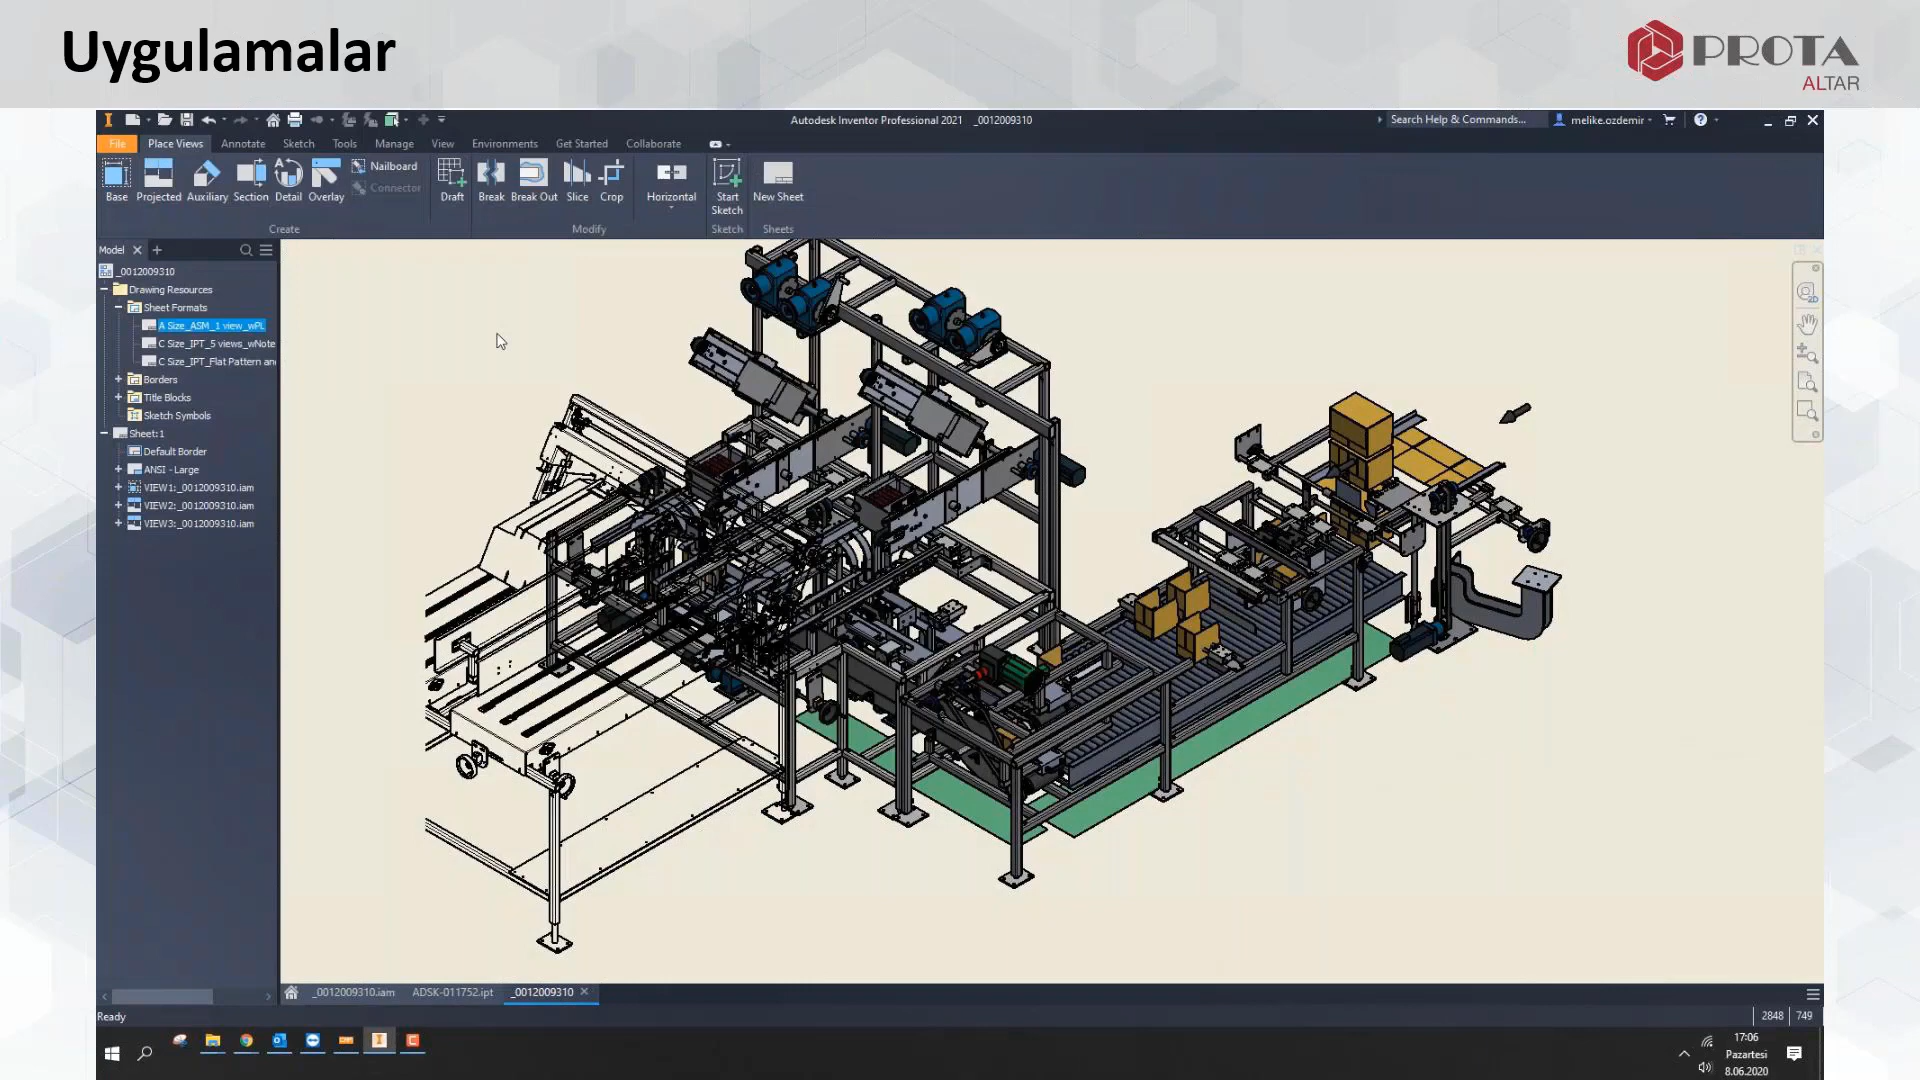 Uygulamalar
PROTA
ALTAR
Autodesk Inventor Professional 2021 _0012009310
Search Help & Commands...
melike.ozdemir
File Place Views Annotate Sketch Tools Manage View Environments Get Started Collaborate
Base Projected Auxiliary Section Detail Overlay
Nailboard
Connector
Draft
Break Break Out Slice Crop
Horizontal
Start
Sketch
New Sheet
Create
Modify
Sketch
Sheets
Model
_0012009310
Drawing Resources
Sheet Formats
A Size_ASM_1 view_wPL
C Size_IPT_5 views_wNote
C Size_IPT_Flat Pattern an
Borders
Title Blocks
Sketch Symbols
Sheet:1
Default Border
ANSI - Large
VIEW1:_0012009310.iam
VIEW2:_0012009310.iam
VIEW3:_0012009310.iam
2D
_0012009310.iam ADSK-011752.ipt _0012009310
Ready
2848 749
17:06
Pazartesi
8.06.2020